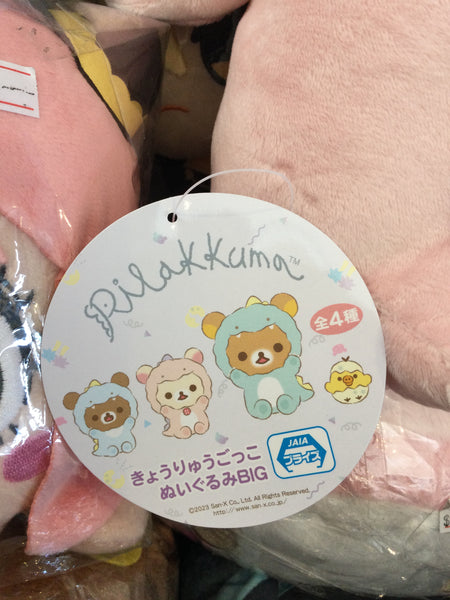 Rilakkuma™
全4種
きょうりゅうごっこ
ぬいぐるみBIG
JAIA
プライズ
©2023 San-X Co., Ltd. All Rights Reserved.
http://www.san-x.co.jp/